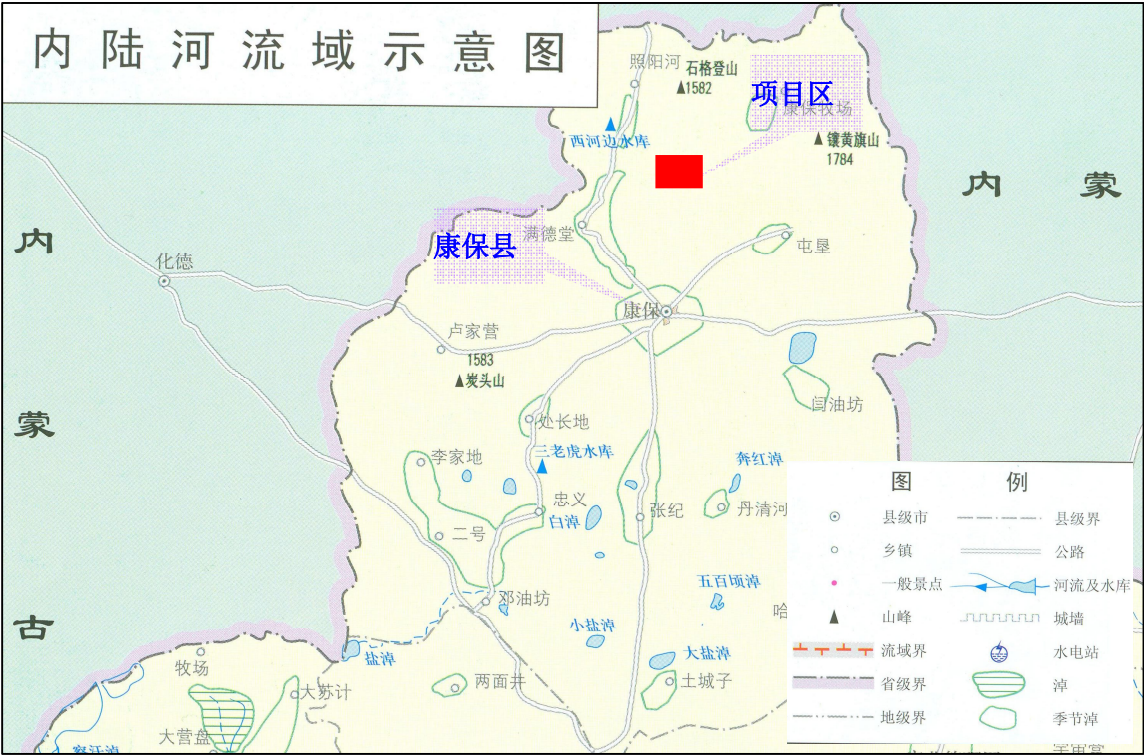 内陆河流域示意图
照阳河
石格登山
1582
项目区
康保牧场
西河边水库
镶黄旗山
1784
内 蒙
内
康保县
满德堂
屯垦
化德
康保
卢家营
1583
炭头山
闫油坊
蒙
处长地
李家地
三老虎水库
奔红淖
忠义
白淖
张纪
丹清河
二号
五百顷淖
邓油坊
哈
古
小盐淖
盐淖
大盐淖
牧场
大苏计
两面井
土城子
大营盘
察汗淖
图 例
县级市
县级界
乡镇
公路
一般景点
河流及水库
山峰
城墙
流域界
水电站
省级界
淖
地级界
季节淖